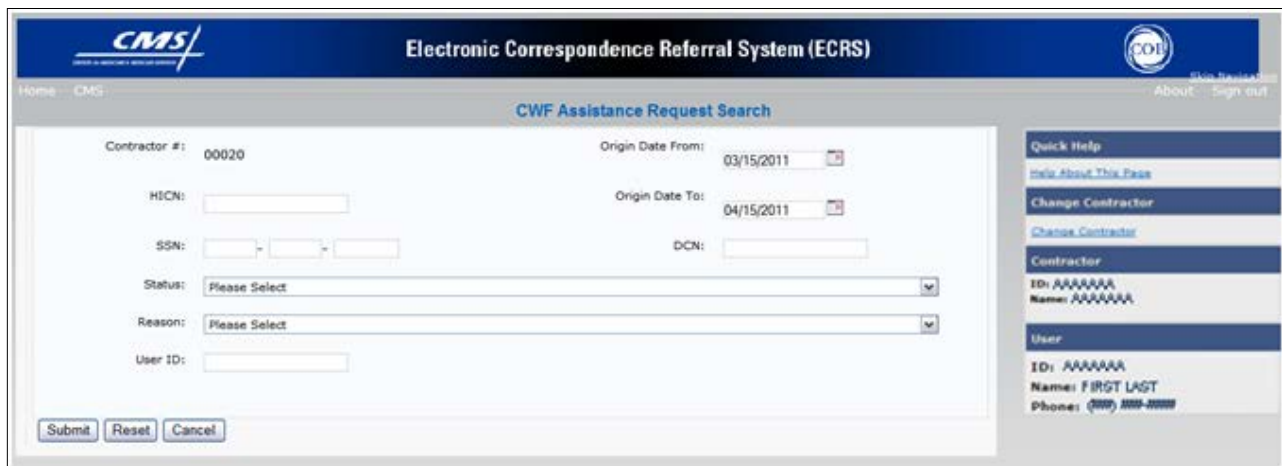 CMS/
Electronic Correspondence Referral System (ECRS)
COB
Skip Navigation
Home CMS
About Sign out
CWF Assistance Request Search
Contractor #: 00020
Origin Date From: 03/15/2011
HICN:
Origin Date To: 04/15/2011
SSN: - -
DCN:
Status: Please Select
Reason: Please Select
User ID:
Submit Reset Cancel
Quick Help
Help About This Page
Change Contractor
Change Contractor
Contractor
ID: AAAAAAA
Name: AAAAAAA
User
ID: AAAAAAA
Name: FIRST LAST
Phone: (###) ###-####